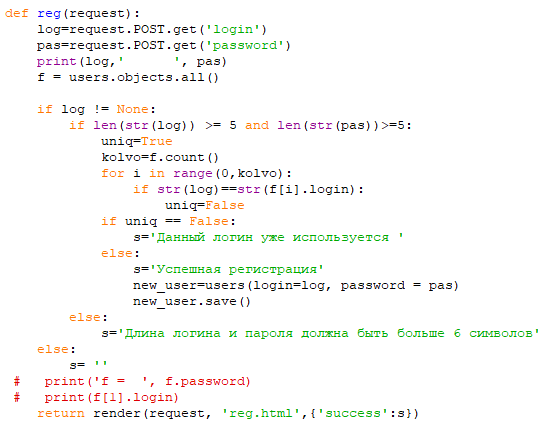 def reg(request):
    log=request.POST.get('login')
    pas=request.POST.get('password')
    print(log,'      ', pas)
    f = users.objects.all()

    if log != None:
        if len(str(log)) >= 5 and len(str(pas))>=5:
            uniq=True
            kolvo=f.count()
            for i in range(0,kolvo):
                if str(log)==str(f[i].login):
                    uniq=False
            if uniq == False:
                s='Данный логин уже используется '
            else:
                s='Успешная регистрация'
                new_user=users(login=log, password = pas)
                new_user.save()
        else:
            s='Длина логина и пароля должна быть больше 6 символов'
    else:
        s= ''
 #   print('f =  ', f.password)
 #   print(f[1].login)
    return render(request, 'reg.html',{'success':s})